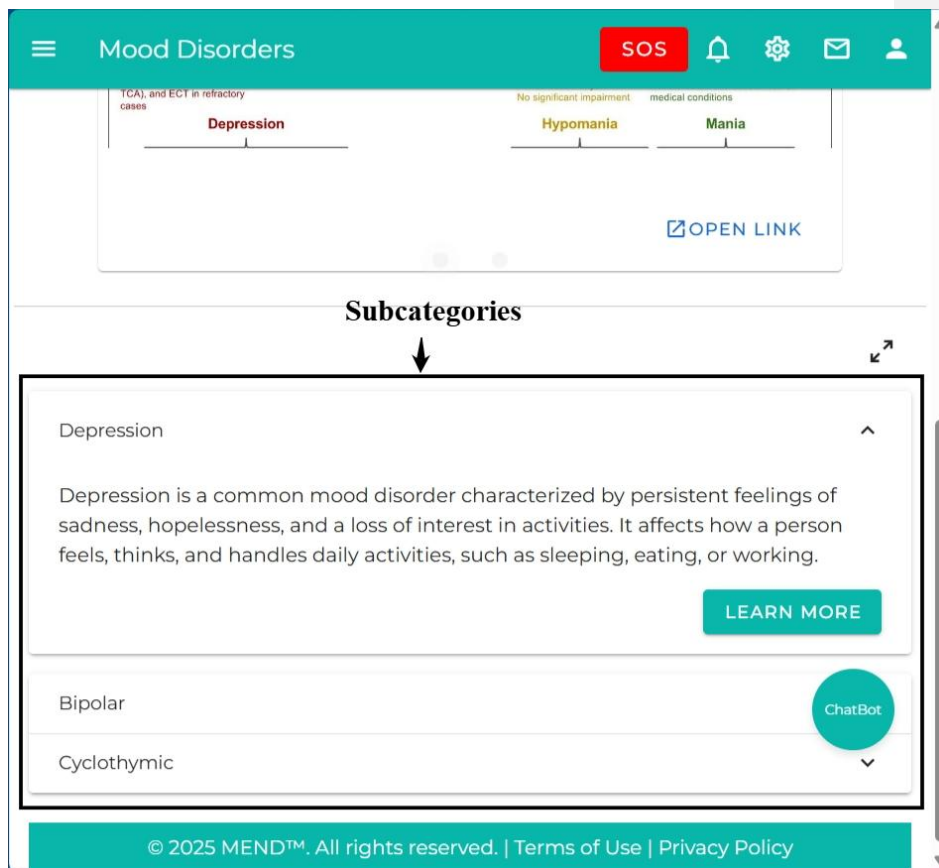 Mood Disorders
SOS
TCA), and ECT in refractory
cases
No significant impairment
medical conditions
Depression
Hypomania
Mania
OPEN LINK
Subcategories
Depression
Depression is a common mood disorder characterized by persistent feelings of
sadness, hopelessness, and a loss of interest in activities. It affects how a person
feels, thinks, and handles daily activities, such as sleeping, eating, or working.
LEARN MORE
Bipolar
ChatBot
Cyclothymic
© 2025 MEND™. All rights reserved. | Terms of Use | Privacy Policy